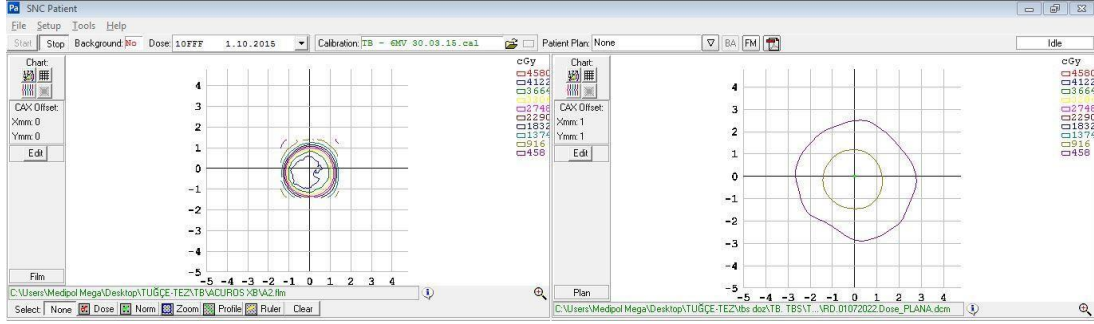 SNC Patient
File Setup Tools Help
Start Stop Background: No Dose: 10FFF 1.10.2015 Calibration: TB - 6MV 30.03.15.cal Patient Plan: None BA FM Idle
Chart:
CAX Offset:
Xmm: 0
Ymm: 0
Edit
4
3
2
1
0
-1
-2
-3
-4
-5
-5 -4 -3 -2 -1 0 1 2 3 4
cGy
4580
4122
3664
2748
2290
1832
1374
916
458
Film
C:\Users\Medipol Mega\Desktop\TUĞÇE-TEZ\TB\ACUROS XB\A2.flm
Select: None Dose Norm Zoom Profile Ruler Clear
Chart:
CAX Offset:
Xmm: 1
Ymm: 1
Edit
4
3
2
1
0
-1
-2
-3
-4
-5
-5 -4 -3 -2 -1 0 1 2 3 4
cGy
4580
4122
3664
2748
2290
1832
1374
916
458
Plan
C:\Users\Medipol Mega\Desktop\TUĞÇE-TEZ\tbs doz\TB. TBS\T...\RD.01072022.Dose_PLANA.dcm